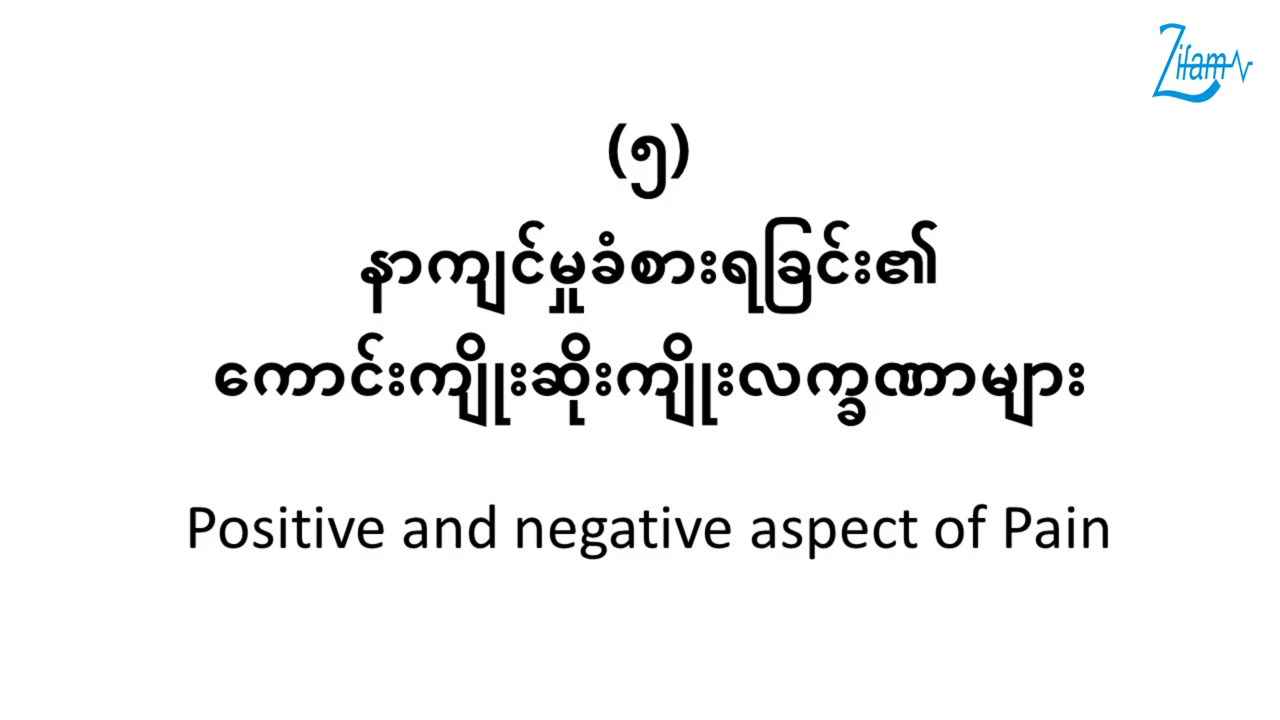 Zifam
(၅)
နာကျင်မှုခံစားရခြင်း၏
ကောင်းကျိုးဆိုးကျိုးလက္ခဏာများ
Positive and negative aspect of Pain